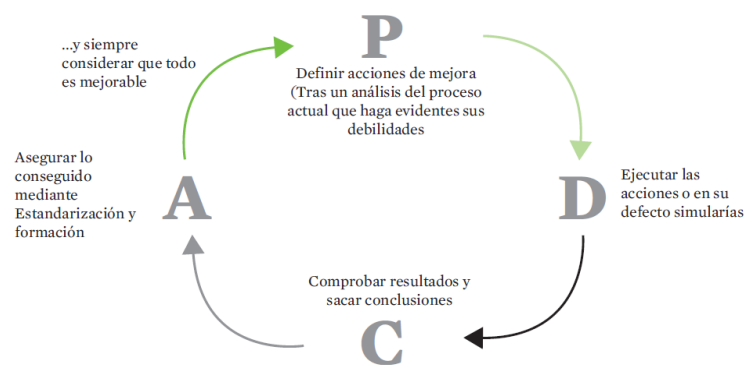 P
Definir acciones de mejora
(Tras un análisis del proceso
actual que haga evidentes sus
debilidades
D
Ejecutar las
acciones o en su
defecto simularías
Comprobar resultados y
sacar conclusiones
C
A
Asegurar lo
conseguido
mediante
Estandarización y
formación
...y siempre
considerar que todo
es mejorable